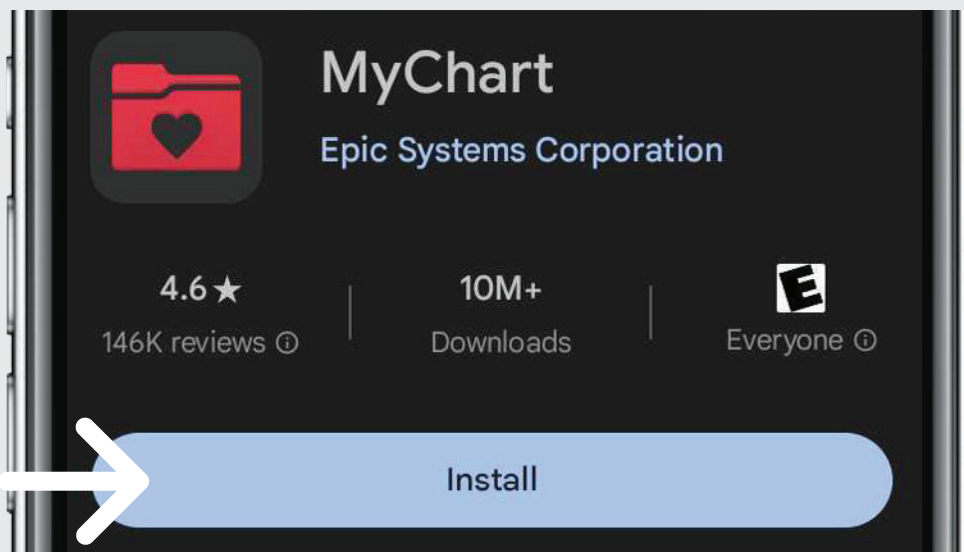 MyChart
Epic Systems Corporation
4.6★ 10M+ E
146K reviews Downloads Everyone
Install